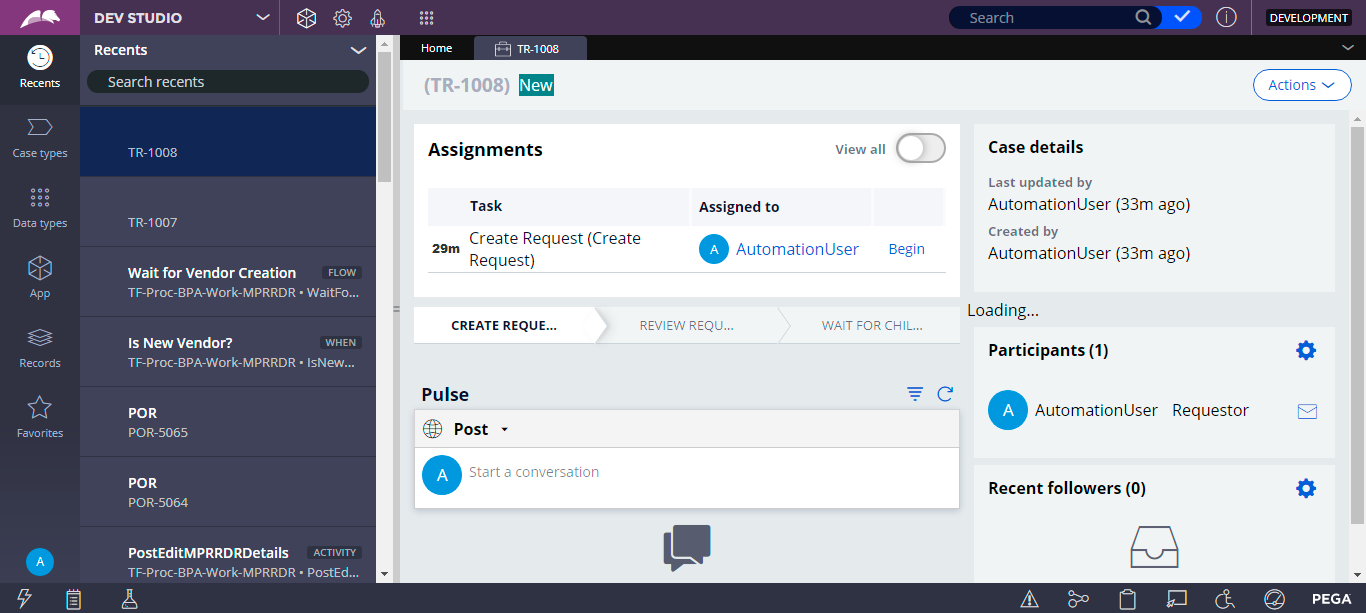 DEV STUDIO
Search
DEVELOPMENT
Recents
Case types
Data types
App
Records
Favorites
A
Recents
Search recents
TR-1008
TR-1007
Wait for Vendor Creation FLOW
TF-Proc-BPA-Work-MPRRDR • WaitFo...
Is New Vendor? WHEN
TF-Proc-BPA-Work-MPRRDR • IsNew...
POR
POR-5065
POR
POR-5064
PostEditMPRRDRDetails ACTIVITY
TF-Proc-BPA-Work-MPRRDR • PostEd...
Home TR-1008
(TR-1008) New
Actions
Assignments
View all
Task Assigned to
29m Create Request (Create
Request)
A AutomationUser Begin
CREATE REQUE... REVIEW REQU... WAIT FOR CHIL...
Pulse
Post
A Start a conversation
Case details
Last updated by
AutomationUser (33m ago)
Created by
AutomationUser (33m ago)
Loading...
Participants (1)
A AutomationUser Requestor
Recent followers (0)
PEGA